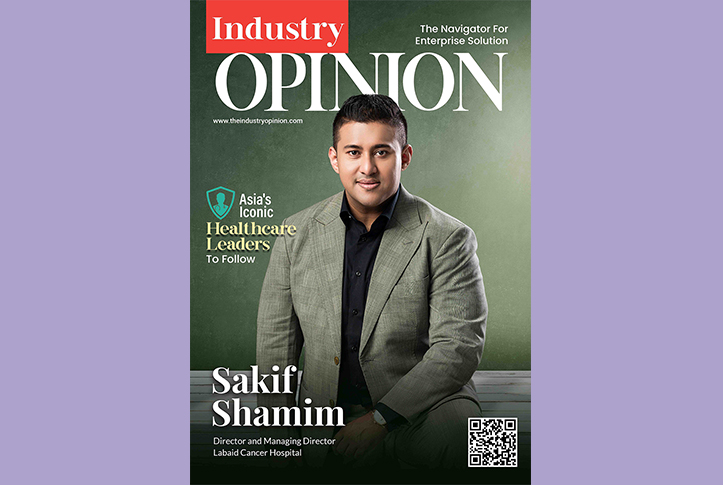 Industry
The Navigator For
Enterprise Solution
OPINION
www.theindustryopinion.com
Asia's
Iconic
Healthcare
Leaders
To Follow
Sakif
Shamim
Director and Managing Director
Labaid Cancer Hospital